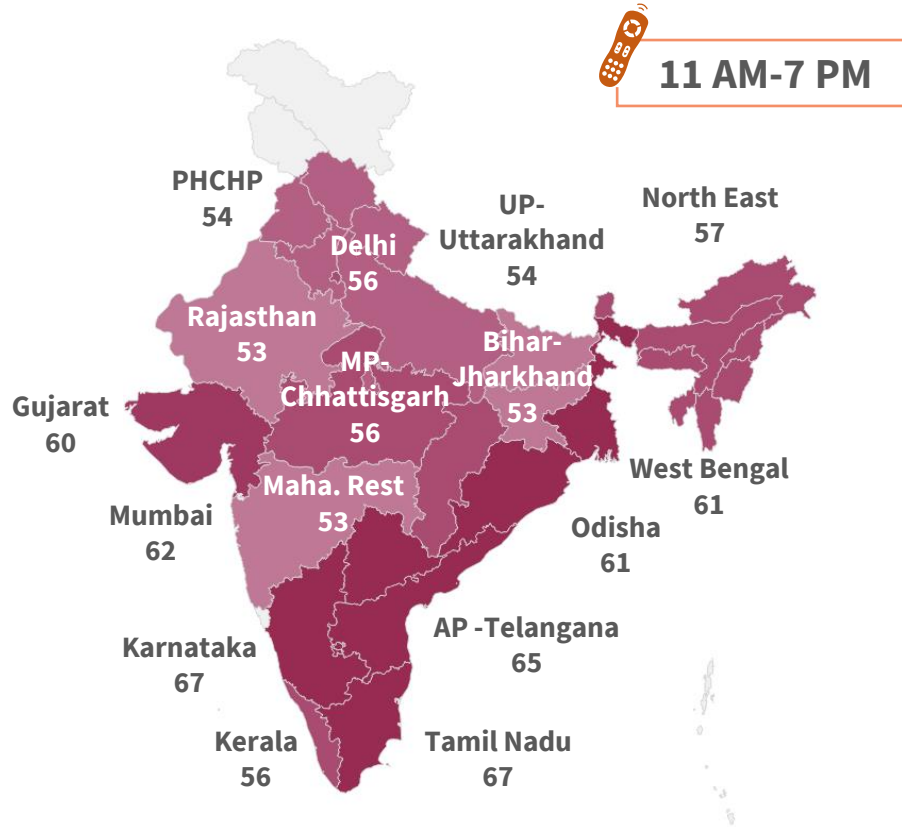 11 AM-7 PM
PHCHP
54
UP-
Uttarakhand
54
North East
57
Delhi
56
Rajasthan
53
Bihar-
Jharkhand
53
MP-
Chhattisgarh
56
Gujarat
60
Maha. Rest
53
West Bengal
61
Mumbai
62
Odisha
61
Karnataka
67
AP -Telangana
65
Kerala
56
Tamil Nadu
67